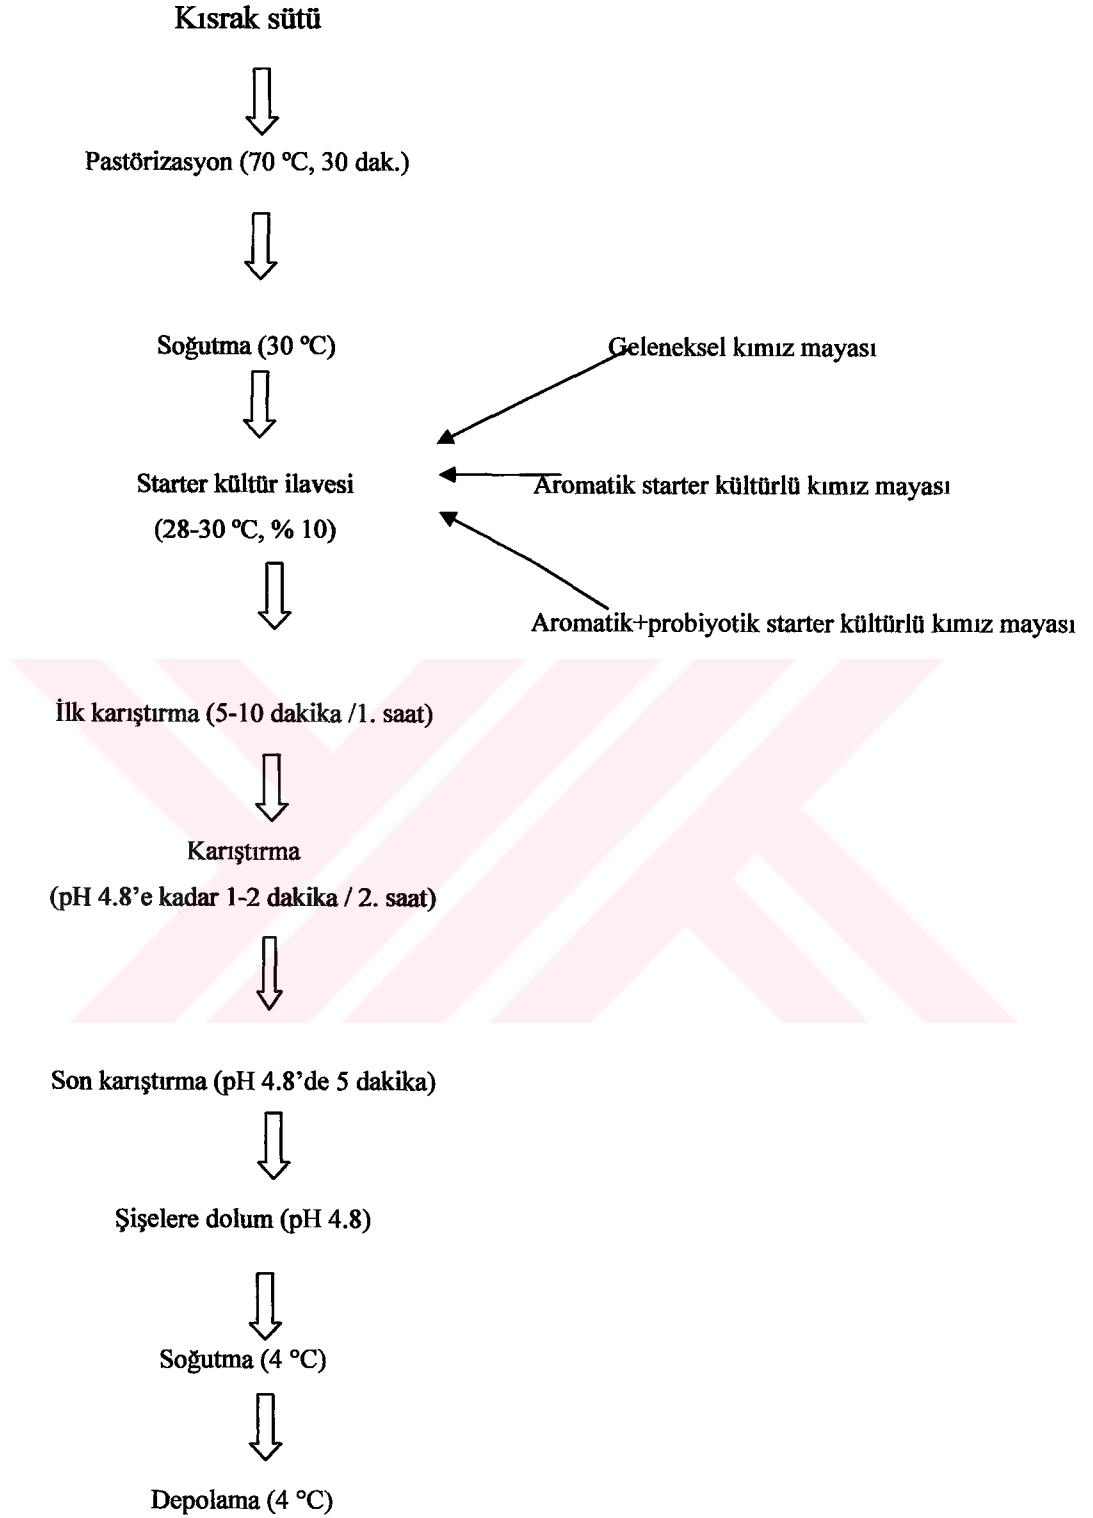 Kısrak sütü
Pastörizasyon (70 ºC, 30 dak.)
Soğutma (30 ºC)
Geleneksel kımız mayası
Starter kültür ilavesi
(28-30 ºC, % 10)
Aromatik starter kültürlü kımız mayası
Aromatik+probiyotik starter kültürlü kımız mayası
İlk karıştırma (5-10 dakika /1. saat)
Karıştırma
(pH 4.8’e kadar 1-2 dakika / 2. saat)
Son karıştırma (pH 4.8’de 5 dakika)
Şişelere dolum (pH 4.8)
Soğutma (4 °C)
Depolama (4 °C)